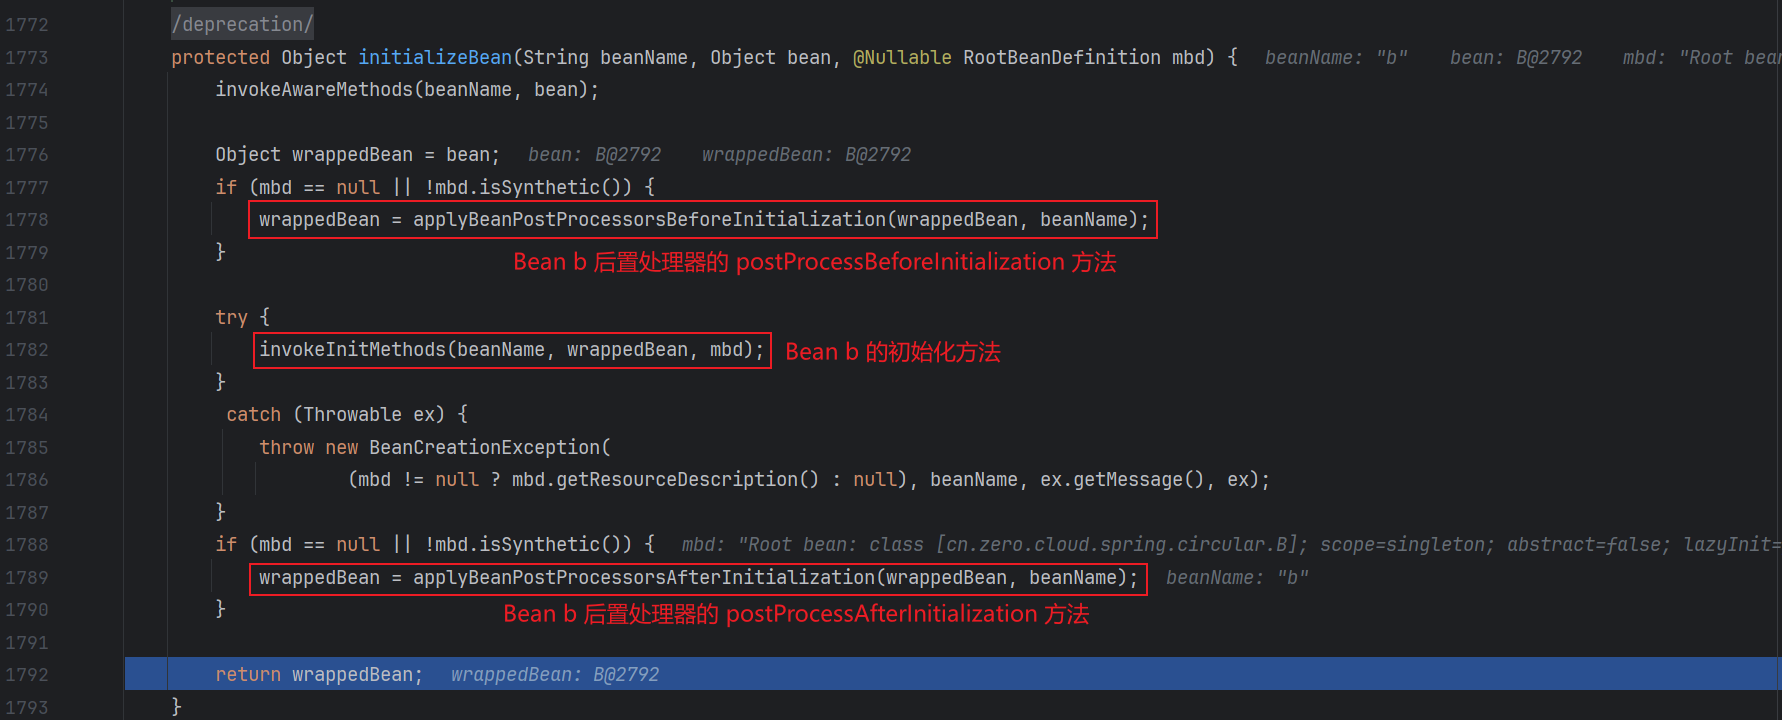 1772 /deprecation/
1773 protected Object initializeBean(String beanName, Object bean, @Nullable RootBeanDefinition mbd) { beanName: "b" bean: B@2792 mbd: "Root bean
1774 invokeAwareMethods(beanName, bean);
1775
1776 Object wrappedBean = bean; bean: B@2792 wrappedBean: B@2792
1777 if (mbd == null || !mbd.isSynthetic()) {
1778 wrappedBean = applyBeanPostProcessorsBeforeInitialization(wrappedBean, beanName);
1779 }
Bean b 后置处理器的 postProcessBeforeInitialization 方法
1780
1781 try {
1782 invokeInitMethods(beanName, wrappedBean, mbd); Bean b 的初始化方法
1783 }
1784 catch (Throwable ex) {
1785 throw new BeanCreationException(
1786 (mbd != null ? mbd.getResourceDescription() : null), beanName, ex.getMessage(), ex);
1787 }
1788 if (mbd == null || !mbd.isSynthetic()) { mbd: "Root bean: class [cn.zero.cloud.spring.circular.B]; scope=singleton; abstract=false; lazyInit=
1789 wrappedBean = applyBeanPostProcessorsAfterInitialization(wrappedBean, beanName); beanName: "b"
1790 }
Bean b 后置处理器的 postProcessAfterInitialization 方法
1791
1792 return wrappedBean; wrappedBean: B@2792
1793 }